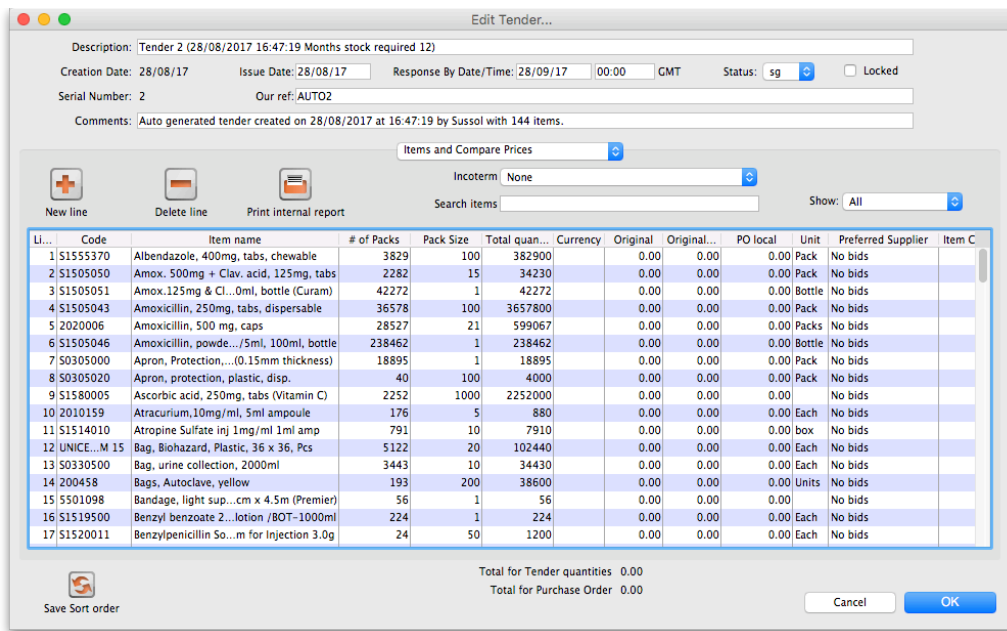 Edit Tender...
Description: Tender 2 (28/08/2017 16:47:19 Months stock required 12)
Creation Date: 28/08/17 Issue Date: 28/08/17 Response By Date/Time: 28/09/17 00:00 GMT Status: sg Locked
Serial Number: 2 Our ref: AUTO2
Comments: Auto generated tender created on 28/08/2017 at 16:47:19 by Sussol with 144 items.
Items and Compare Prices
Incoterm None
New line Delete line Print internal report Search items Show: All
Li... Code Item name # of Packs Pack Size Total quan... Currency Original Original... PO local Unit Preferred Supplier Item C
1 S1555370 Albendazole, 400mg, tabs, chewable 3829 100 382900 0.00 0.00 0.00 Pack No bids
2 S1505050 Amox. 500mg + Clav. acid, 125mg, tabs 2282 15 34230 0.00 0.00 0.00 Pack No bids
3 S1505051 Amox.125mg & Cl...0ml, bottle (Curam) 42272 1 42272 0.00 0.00 0.00 Bottle No bids
4 S1505043 Amoxicillin, 250mg, tabs, dispersable 36578 100 3657800 0.00 0.00 0.00 Pack No bids
5 2020006 Amoxicillin, 500 mg, caps 28527 21 599067 0.00 0.00 0.00 Packs No bids
6 S1505046 Amoxicillin, powde.../5ml, 100ml, bottle 238462 1 238462 0.00 0.00 0.00 Bottle No bids
7 S0305000 Apron, Protection,...(0.15mm thickness) 18895 1 18895 0.00 0.00 0.00 Pack No bids
8 S0305020 Apron, protection, plastic, disp. 40 100 4000 0.00 0.00 0.00 Pack No bids
9 S1580005 Ascorbic acid, 250mg, tabs (Vitamin C) 2252 1000 2252000 0.00 0.00 0.00 No bids
10 2010159 Atracurium,10mg/ml, 5ml ampoule 176 5 880 0.00 0.00 0.00 Each No bids
11 S1514010 Atropine Sulfate inj 1mg/ml 1ml amp 791 10 7910 0.00 0.00 0.00 box No bids
12 UNICE...M 15 Bag, Biohazard, Plastic, 36 x 36, Pcs 5122 20 102440 0.00 0.00 0.00 Each No bids
13 S0330500 Bag, urine collection, 2000ml 3443 10 34430 0.00 0.00 0.00 Each No bids
14 200458 Bags, Autoclave, yellow 193 200 38600 0.00 0.00 0.00 Units No bids
15 5501098 Bandage, light sup...cm x 4.5m (Premier) 56 1 56 0.00 0.00 0.00 No bids
16 S1519500 Benzyl benzoate 2...lotion /BOT-1000ml 224 1 224 0.00 0.00 0.00 Each No bids
17 S1520011 Benzylpenicillin So...m for Injection 3.0g 24 50 1200 0.00 0.00 0.00 Each No bids
Total for Tender quantities 0.00
Total for Purchase Order 0.00
Save Sort order Cancel OK